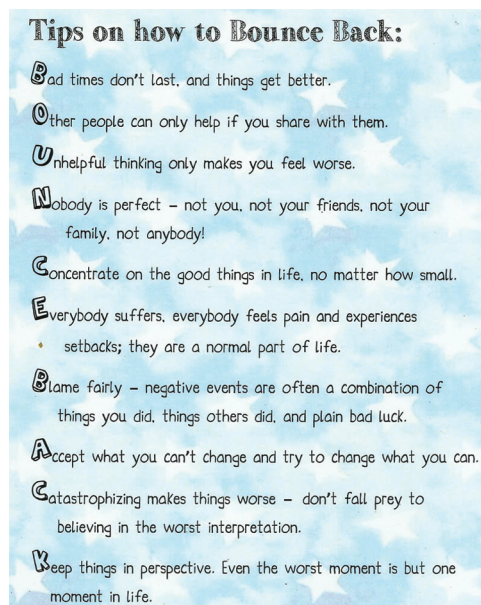 Tips on how to Bounce Back:
Bad times don't last, and things get better.
Other people can only help if you share with them.
Unhelpful thinking only makes you feel worse.
Nobody is perfect – not you, not your friends, not your
family, not anybody!
Concentrate on the good things in life, no matter how small.
Everybody suffers, everybody feels pain and experiences
setbacks; they are a normal part of life.
Blame fairly – negative events are often a combination of
things you did, things others did, and plain bad luck.
Accept what you can't change and try to change what you can.
Catastrophizing makes things worse – don't fall prey to
believing in the worst interpretation.
Keep things in perspective. Even the worst moment is but one
moment in life.